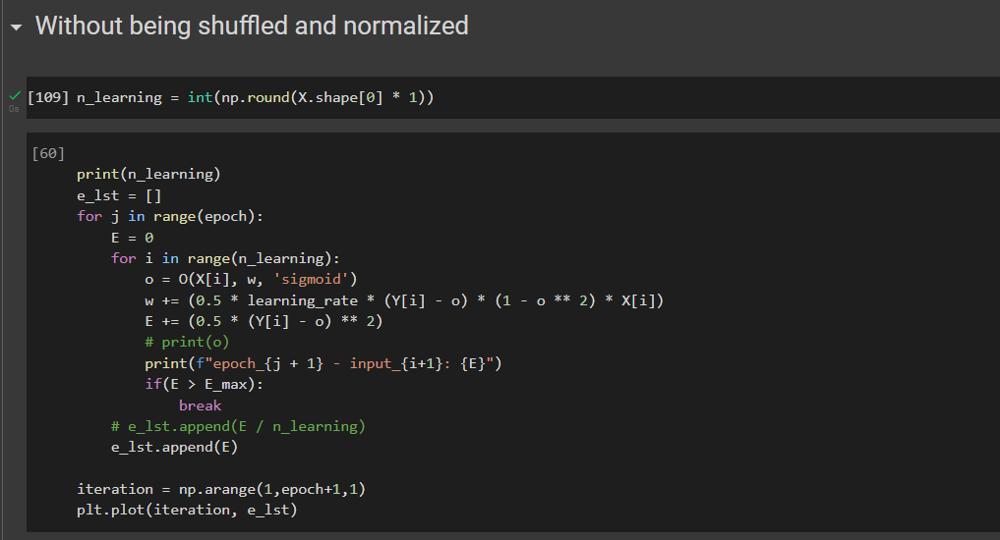 Without being shuffled and normalized
[109] n_learning = int(np.round(X.shape[0] * 1))
0s
[60]
print(n_learning)
e_lst = []
for j in range(epoch):
    E = 0
    for i in range(n_learning):
        o = O(X[i], w, 'sigmoid')
        w += (0.5 * learning_rate * (Y[i] - o) * (1 - o ** 2) * X[i])
        E += (0.5 * (Y[i] - o) ** 2)
        # print(o)
        print(f"epoch_{j + 1} - input_{i+1}: {E}")
        if(E > E_max):
            break
    # e_lst.append(E / n_learning)
    e_lst.append(E)
iteration = np.arange(1,epoch+1,1)
plt.plot(iteration, e_lst)